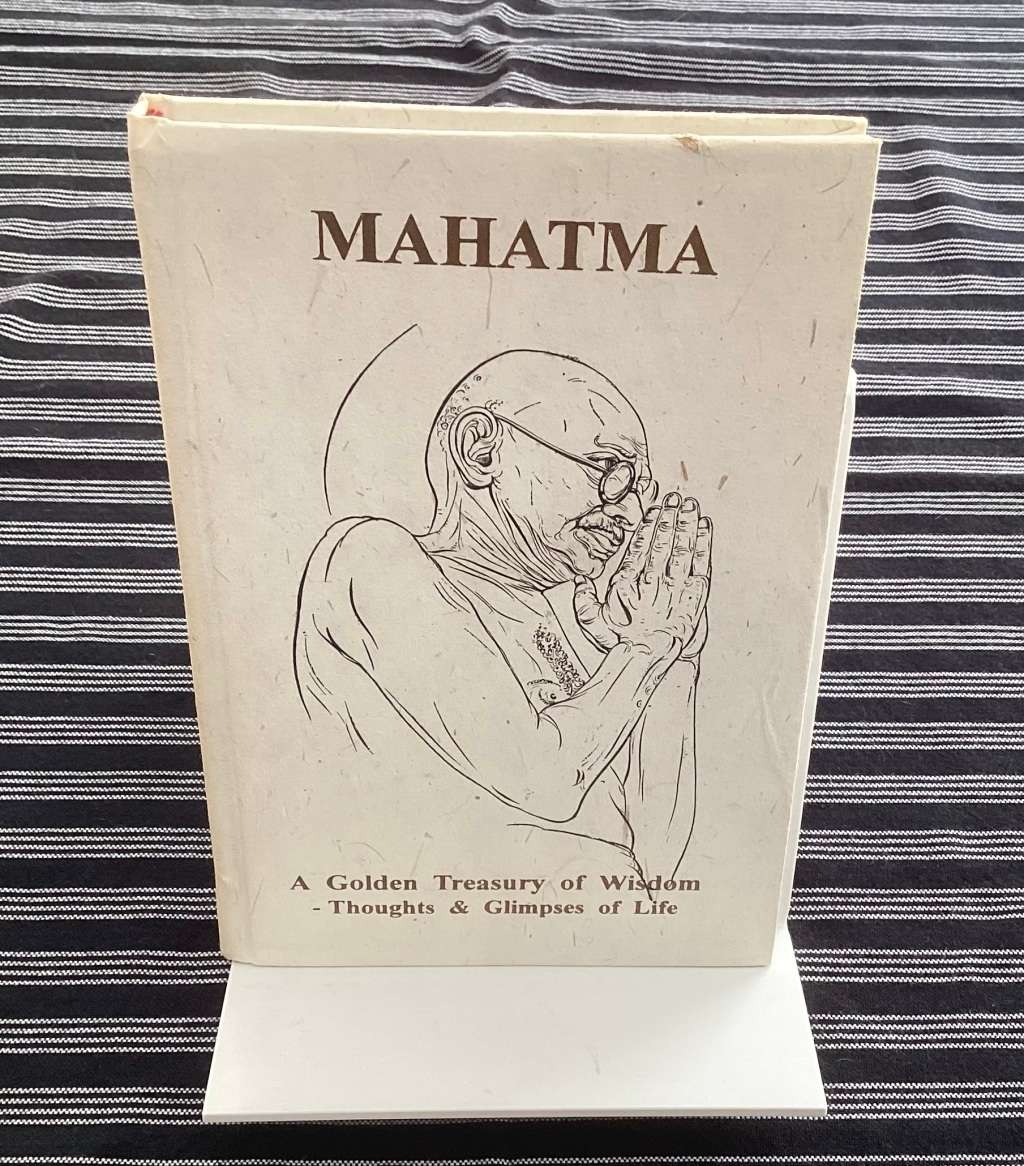 MAHATMA
A Golden Treasury of Wisdom
- Thoughts & Glimpses of Life